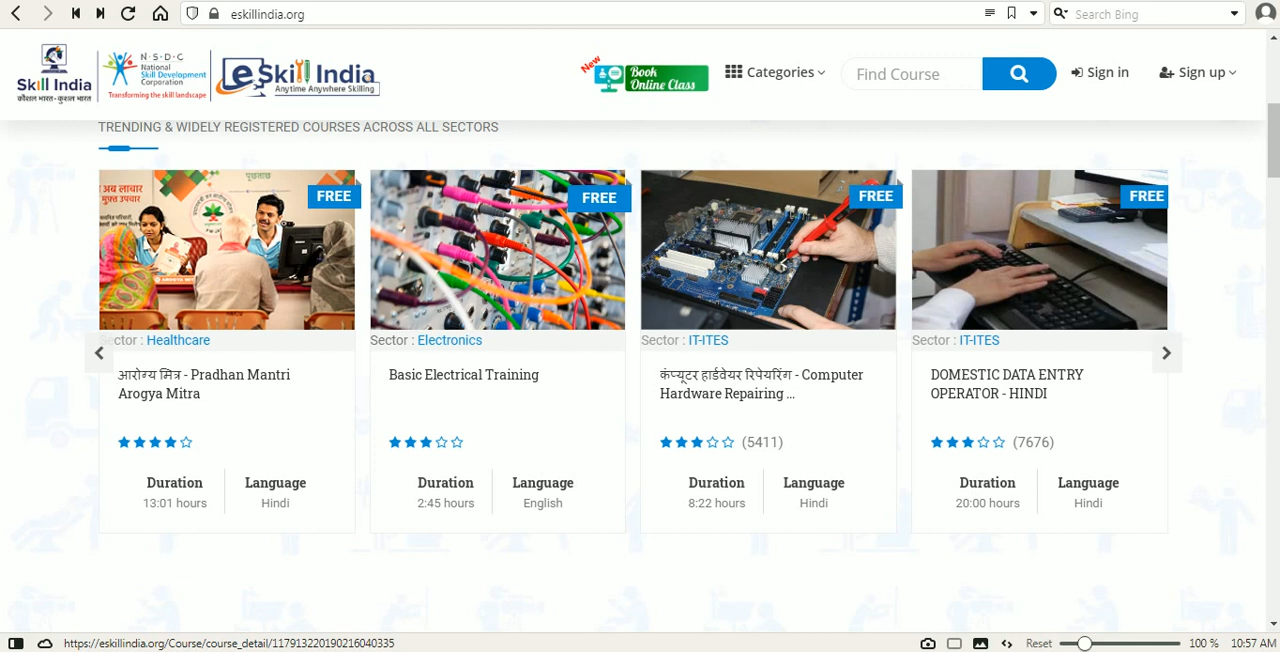 eskillindia.org
Search Bing
Skill India
कौशल भारत - कुशल भारत
N·S·D·C
National
Skill Development
Corporation
Transforming the skill landscape
eSkill India
Anytime Anywhere Skilling
New
Book
Online Class
Categories
Find Course
Sign in
Sign up
TRENDING & WIDELY REGISTERED COURSES ACROSS ALL SECTORS
अब लाचार
मुफ्त उपचार
पूछताछ
FREE
FREE
FREE
FREE
Sector : Healthcare
Sector : Electronics
Sector : IT-ITES
Sector : IT-ITES
आरोग्य मित्र - Pradhan Mantri
Arogya Mitra
Basic Electrical Training
कंप्यूटर हार्डवेयर रिपेयरिंग - Computer
Hardware Repairing ...
DOMESTIC DATA ENTRY
OPERATOR - HINDI
(5411)
(7676)
Duration
Language
13:01 hours
Hindi
Duration
Language
2:45 hours
English
Duration
Language
8:22 hours
Hindi
Duration
Language
20:00 hours
Hindi
https://eskillindia.org/Course/course_detail/117913220190216040335
Reset
100 %
10:57 AM